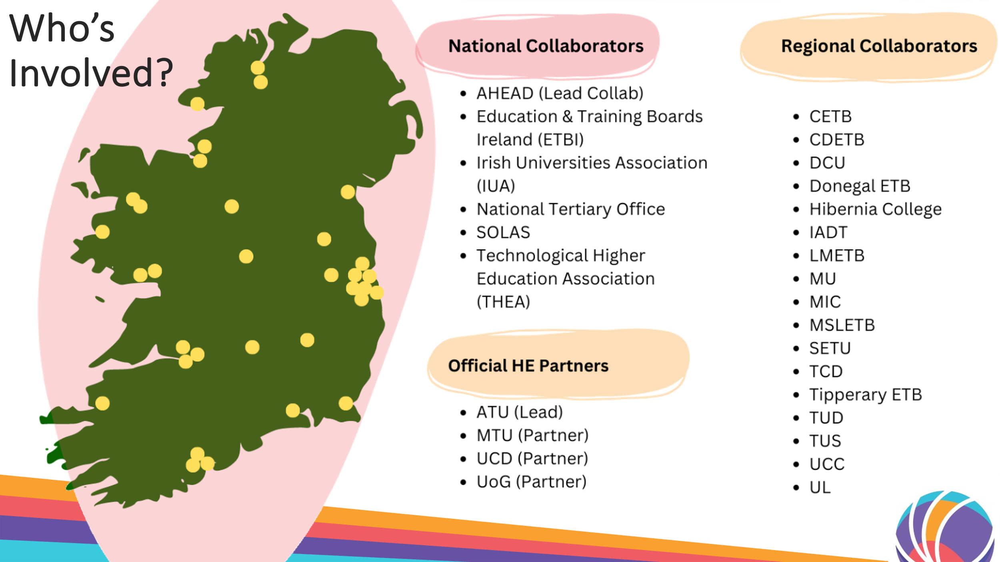 Who's
Involved?
National Collaborators
• AHEAD (Lead Collab)
• Education & Training Boards
Ireland (ETBI)
• Irish Universities Association
(IUA)
• National Tertiary Office
• SOLAS
• Technological Higher
Education Association
(THEA)
Official HE Partners
• ATU (Lead)
• MTU (Partner)
• UCD (Partner)
• UoG (Partner)
Regional Collaborators
• CETB
• CDETB
• DCU
• Donegal ETB
• Hibernia College
• IADT
• LMETB
• MU
• MIC
• MSLETB
• SETU
• TCD
• Tipperary ETB
• TUD
• TUS
• UCC
• UL